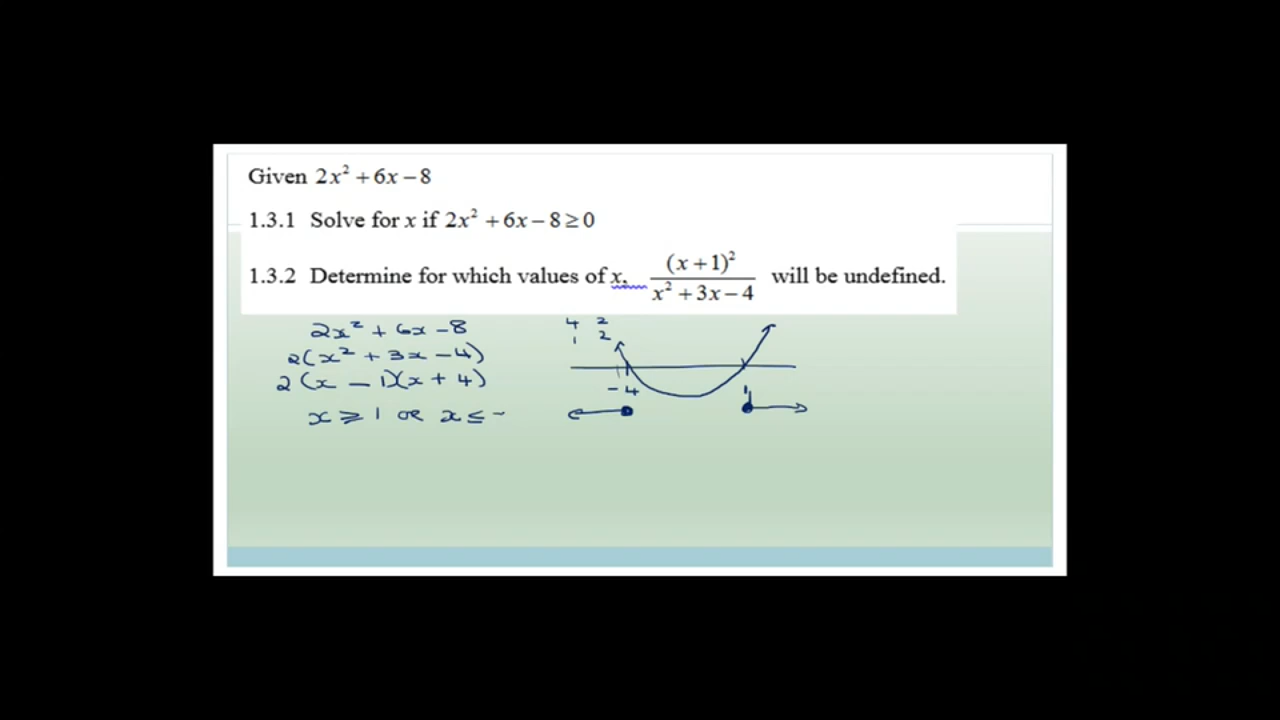 Given 2x² + 6x − 8
1.3.1 Solve for x if 2x² + 6x − 8 ≥ 0
1.3.2 Determine for which values of x, (x+1)² / x² + 3x − 4 will be undefined.
2x² + 6x − 8
2(x² + 3x − 4)
2(x − 1)(x + 4)
x ≥ 1 or x ≤ -
4 2
1 2
-4 1